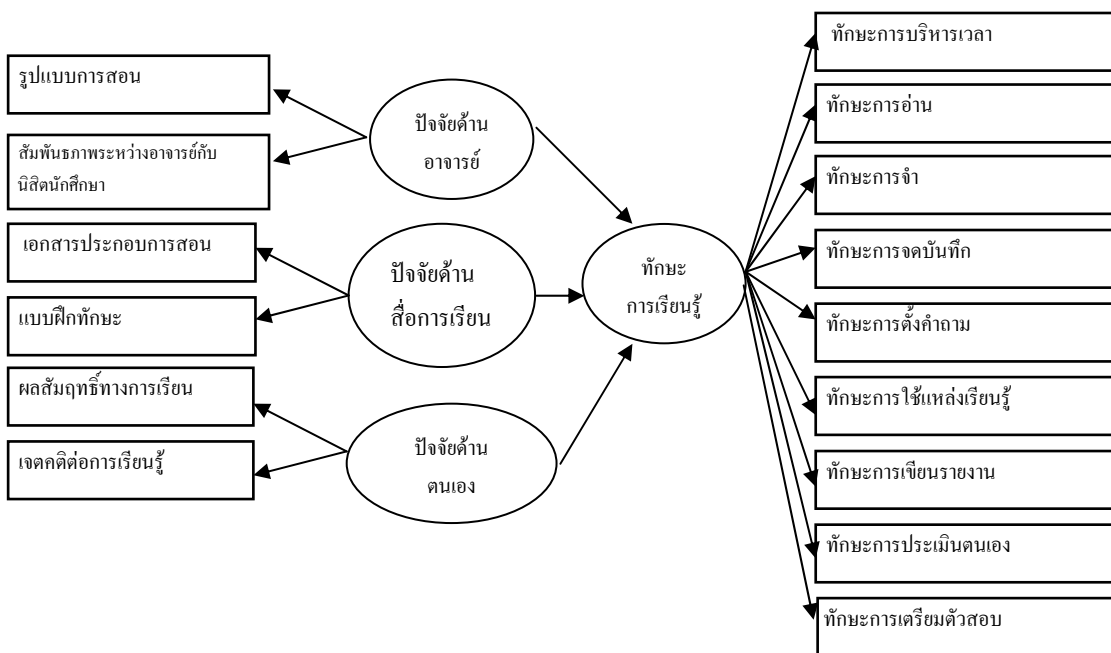 รูปแบบการสอน
สัมพันธภาพระหว่างอาจารย์กับ
นิสิตนักศึกษา
เอกสารประกอบการสอน
แบบฝึกทักษะ
ผลสัมฤทธิ์ทางการเรียน
เจตคติต่อการเรียนรู้
ปัจจัยด้าน
อาจารย์
ปัจจัยด้าน
สื่อการเรียน
ปัจจัยด้าน
ตนเอง
ทักษะ
การเรียนรู้
ทักษะการบริหารเวลา
ทักษะการอ่าน
ทักษะการจำ
ทักษะการจดบันทึก
ทักษะการตั้งคำถาม
ทักษะการใช้แหล่งเรียนรู้
ทักษะการเขียนรายงาน
ทักษะการประเมินตนเอง
ทักษะการเตรียมตัวสอบ